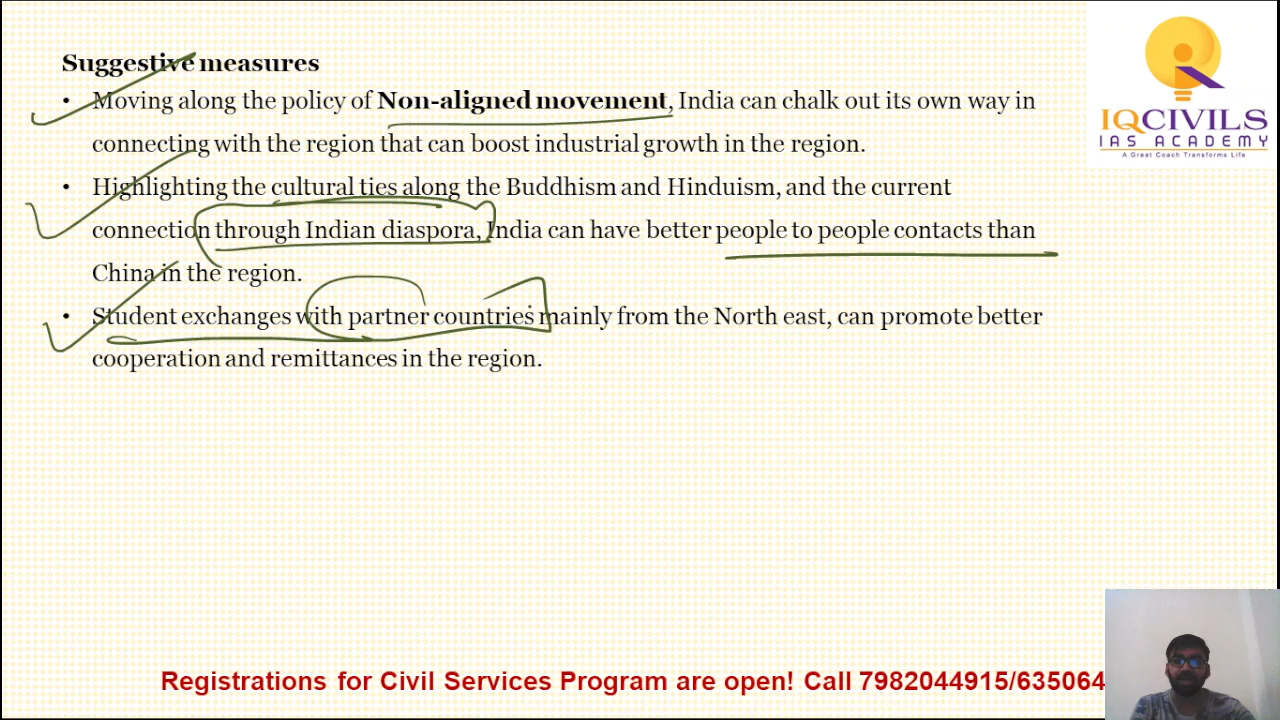 Suggestive measures
• Moving along the policy of Non-aligned movement, India can chalk out its own way in
connecting with the region that can boost industrial growth in the region.
• Highlighting the cultural ties along the Buddhism and Hinduism, and the current
connection through Indian diaspora, India can have better people to people contacts than
China in the region.
• Student exchanges with partner countries mainly from the North east, can promote better
cooperation and remittances in the region.
IQCIVILS
IAS ACADEMY
A Great Coach Transforms Life
Registrations for Civil Services Program are open! Call 7982044915/635064